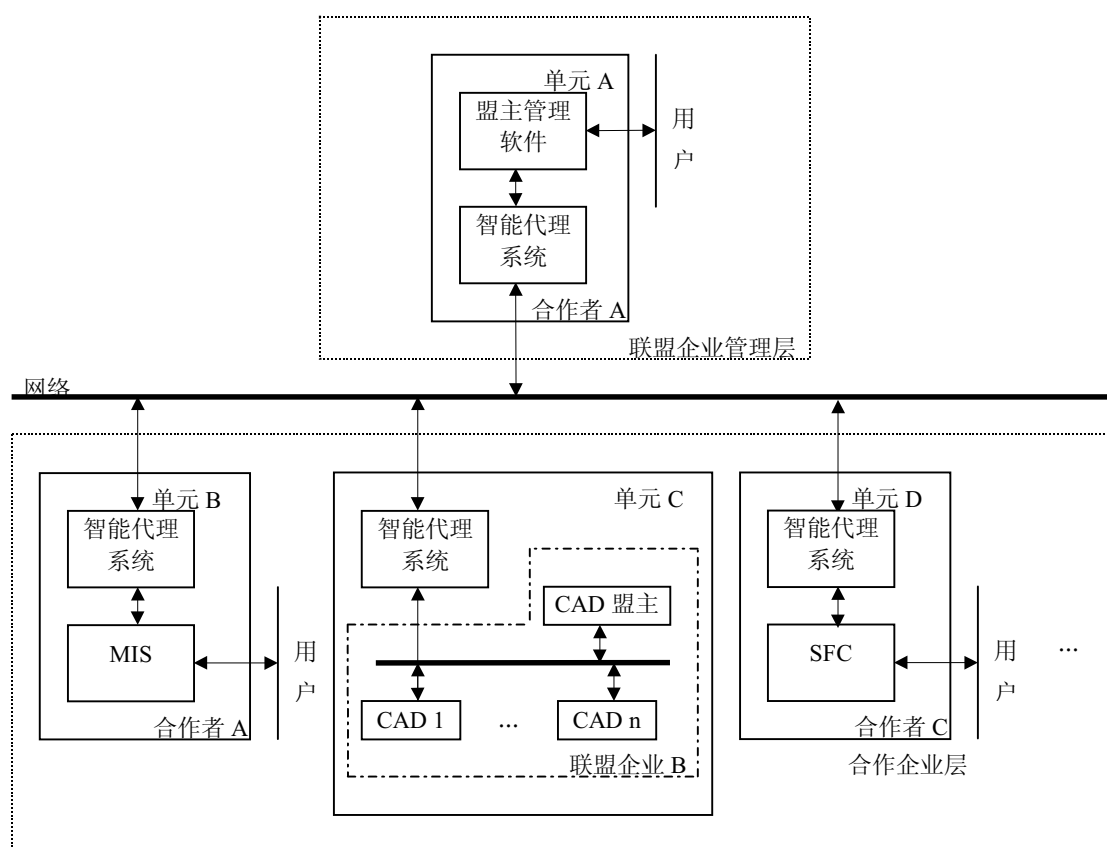 单元 A
盟主管理
软件
用
户
智能代理
系统
合作者 A
联盟企业管理层
网络
单元 B
智能代理
系统
MIS
用
户
合作者 A
单元 C
智能代理
系统
CAD 盟主
CAD 1
...
CAD n
联盟企业 B
单元 D
智能代理
系统
SFC
用
户
...
合作者 C
合作企业层